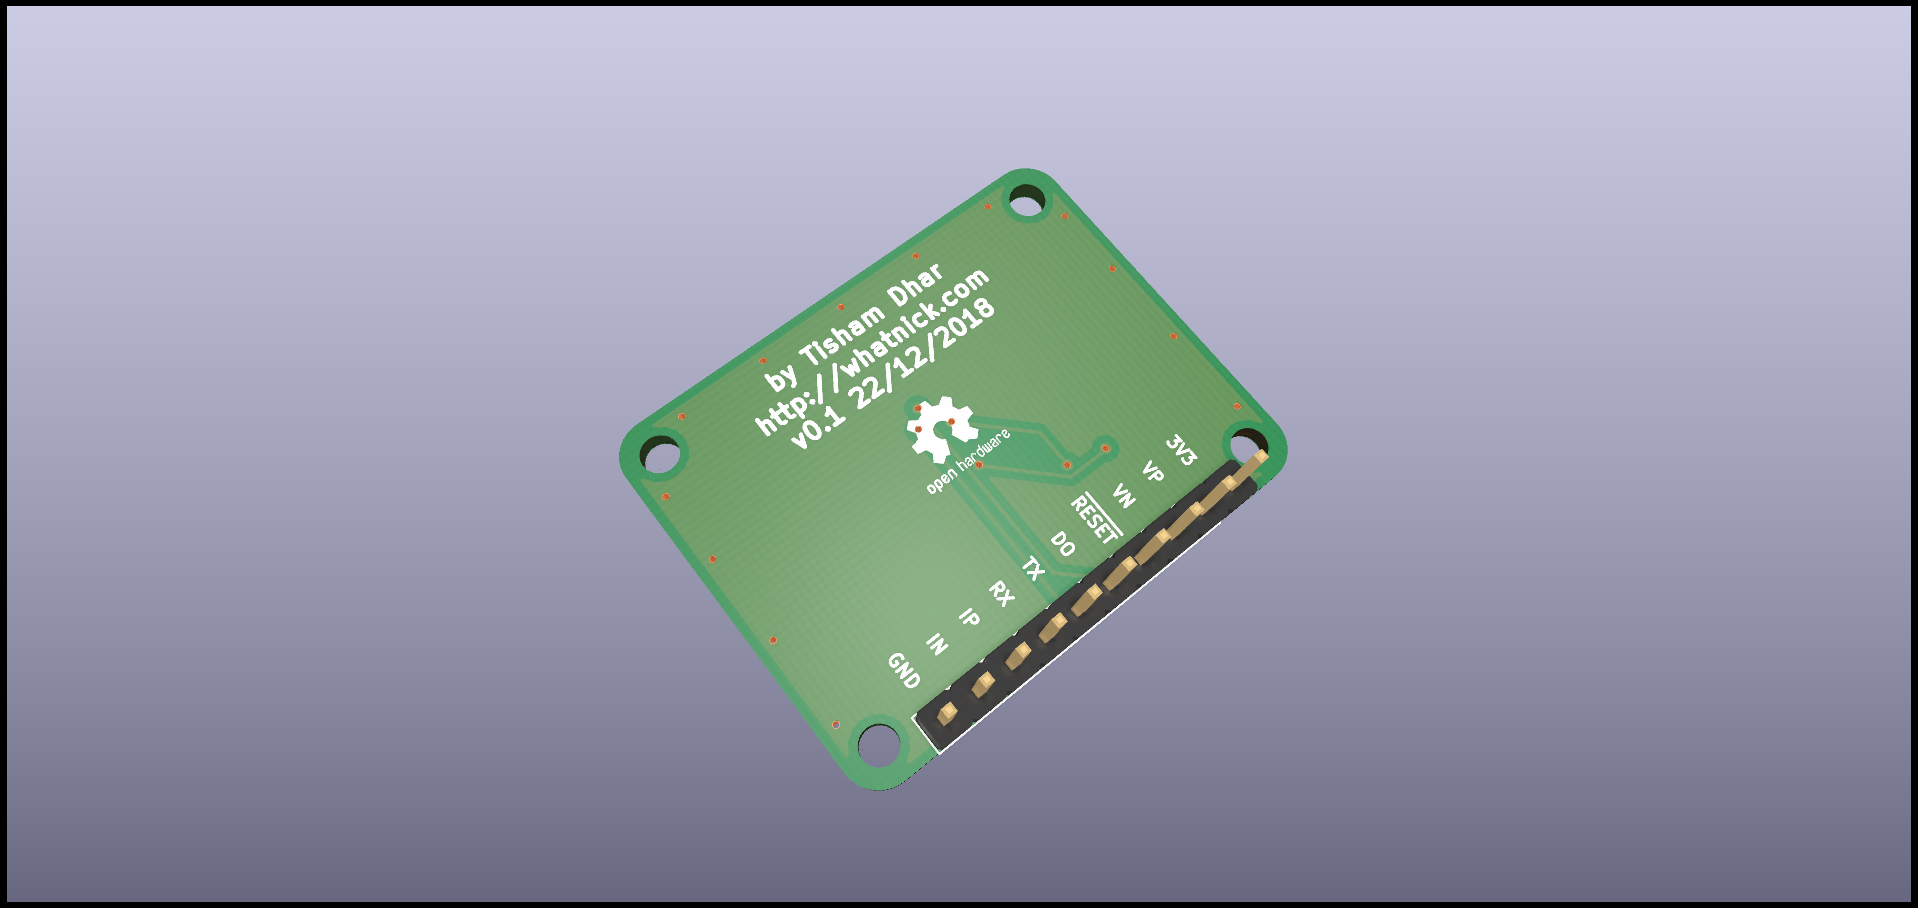 by Tisham Dhar
http://whatnick.com
v0.1 22/12/2018
open hardware
3V3
VP
VN
RESET
DO
TX
RX
IP
IN
GND